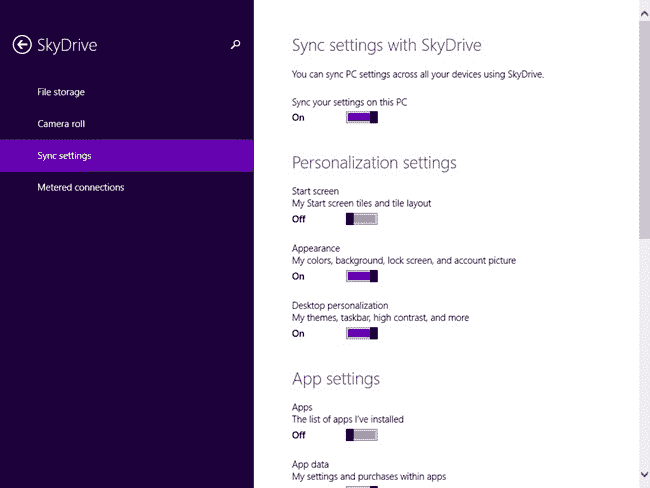 SkyDrive
File storage
Camera roll
Sync settings
Metered connections
Sync settings with SkyDrive
You can sync PC settings across all your devices using SkyDrive.
Sync your settings on this PC
On
Personalization settings
Start screen
My Start screen tiles and tile layout
Off
Appearance
My colors, background, lock screen, and account picture
On
Desktop personalization
My themes, taskbar, high contrast, and more
On
App settings
Apps
The list of apps I've installed
Off
App data
My settings and purchases within apps